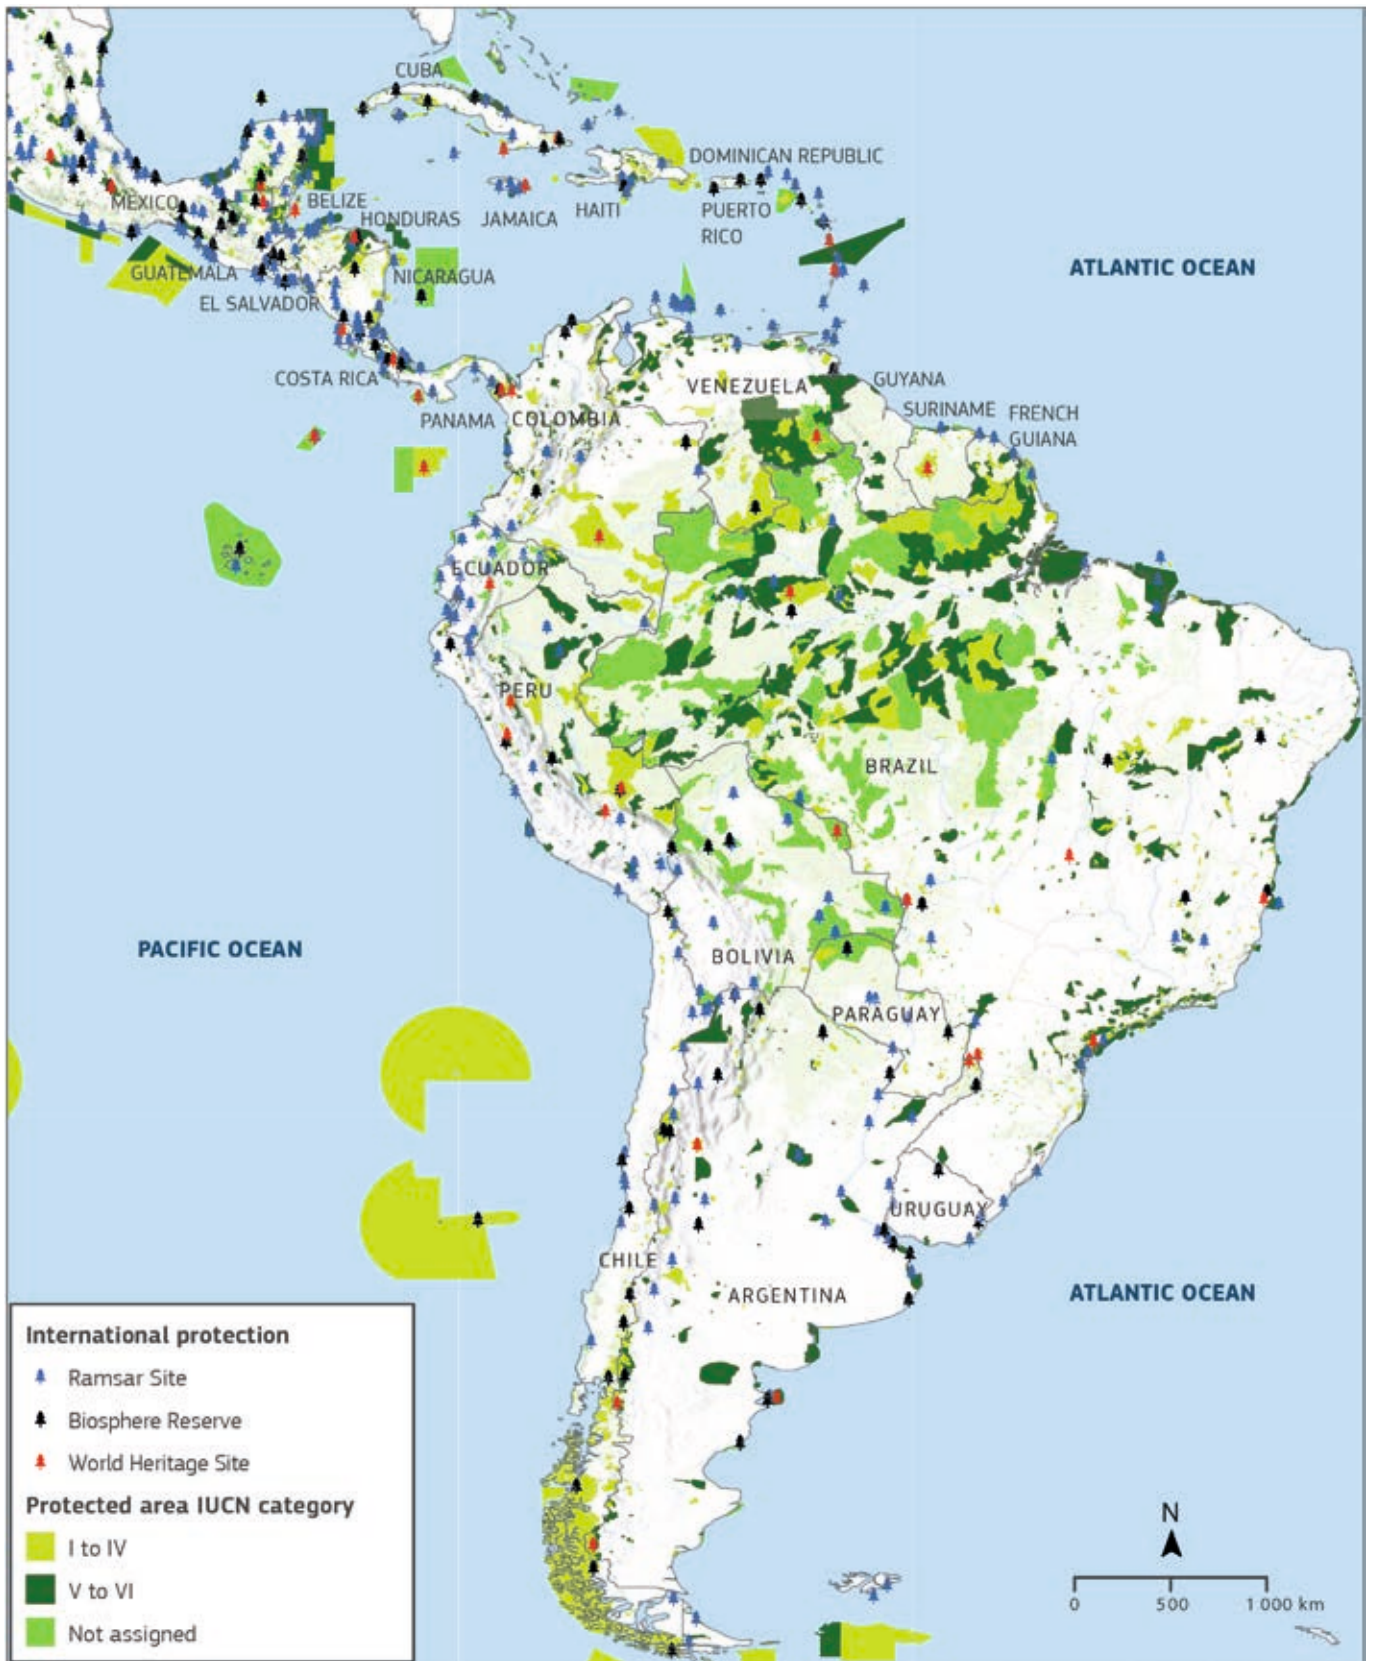 CUBA
DOMINICAN REPUBLIC
MEXICO
BELIZE
HONDURAS
JAMAICA
HAITI
PUERTO
RICO
ATLANTIC OCEAN
GUATEMALA
NICARAGUA
EL SALVADOR
COSTA RICA
PANAMA
COLOMBIA
VENEZUELA
GUYANA
SURINAME
FRENCH
GUIANA
ECUADOR
PERU
BRAZIL
PACIFIC OCEAN
BOLIVIA
PARAGUAY
URUGUAY
CHILE
ARGENTINA
ATLANTIC OCEAN
International protection
Ramsar Site
Biosphere Reserve
World Heritage Site
Protected area IUCN category
I to IV
V to VI
Not assigned
N
0 500 1 000 km